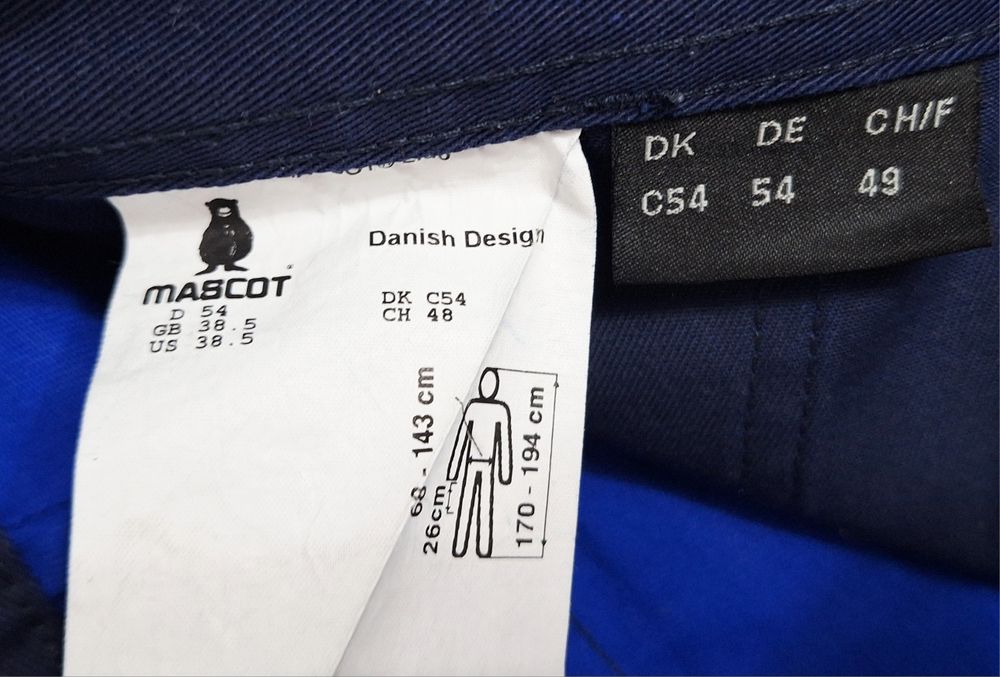 MASCOT
Danish Design
D 54
GB 38.5
US 38.5
DK C54
CH 48
68 - 143 cm
26cm
170 - 194 cm
DK DE CH/F
C54 54 49